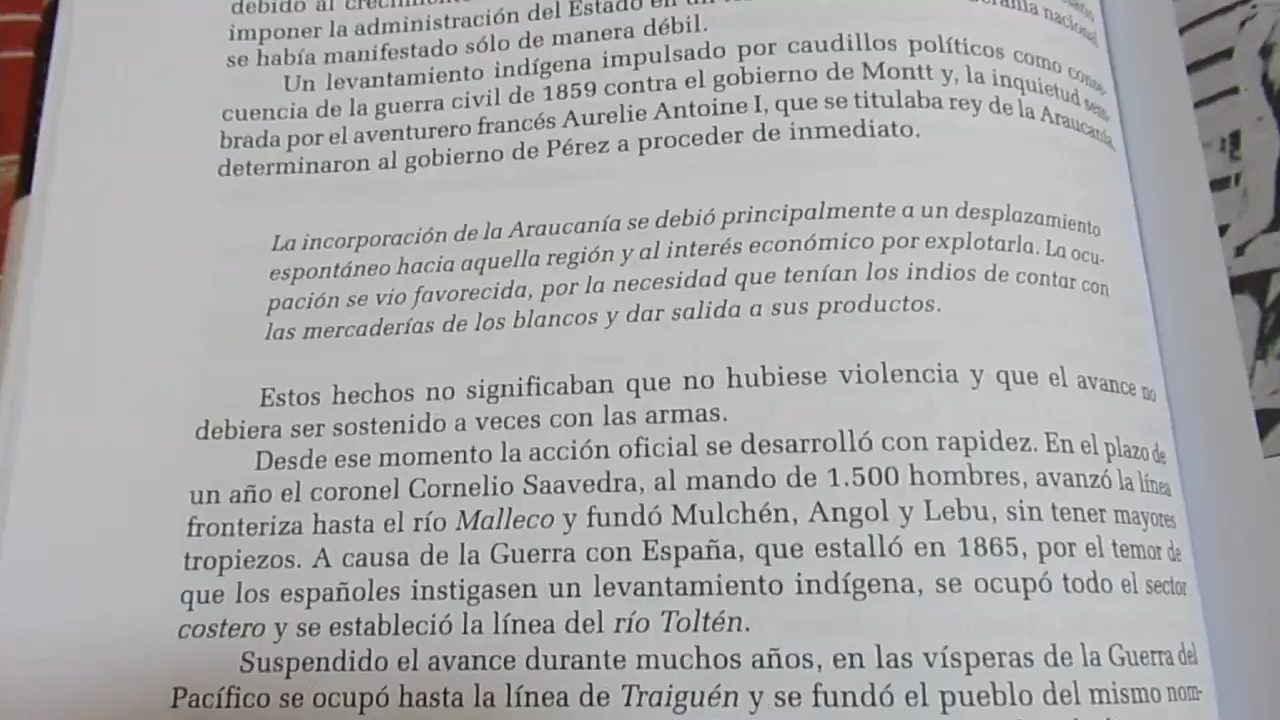 debido al
imponer la administración del Estado en un
se había manifestado sólo de manera débil.
nacional
Un levantamiento indígena impulsado por caudillos políticos como conse-
cuencia de la guerra civil de 1859 contra el gobierno de Montt y, la inquietud sem-
brada por el aventurero francés Aurelie Antoine I, que se titulaba rey de la Araucanía,
determinaron al gobierno de Pérez a proceder de inmediato.
La incorporación de la Araucanía se debió principalmente a un desplazamiento
espontáneo hacia aquella región y al interés económico por explotarla. La ocu-
pación se vio favorecida, por la necesidad que tenían los indios de contar con
las mercaderías de los blancos y dar salida a sus productos.
Estos hechos no significaban que no hubiese violencia y que el avance no
debiera ser sostenido a veces con las armas.
Desde ese momento la acción oficial se desarrolló con rapidez. En el plazo de
un año el coronel Cornelio Saavedra, al mando de 1.500 hombres, avanzó la línea
fronteriza hasta el río Malleco y fundó Mulchén, Angol y Lebu, sin tener mayores
tropiezos. A causa de la Guerra con España, que estalló en 1865, por el temor de
que los españoles instigasen un levantamiento indígena, se ocupó todo el sector
costero y se estableció la línea del río Toltén.
Suspendido el avance durante muchos años, en las vísperas de la Guerra del
Pacífico se ocupó hasta la línea de Traiguén y se fundó el pueblo del mismo nom-